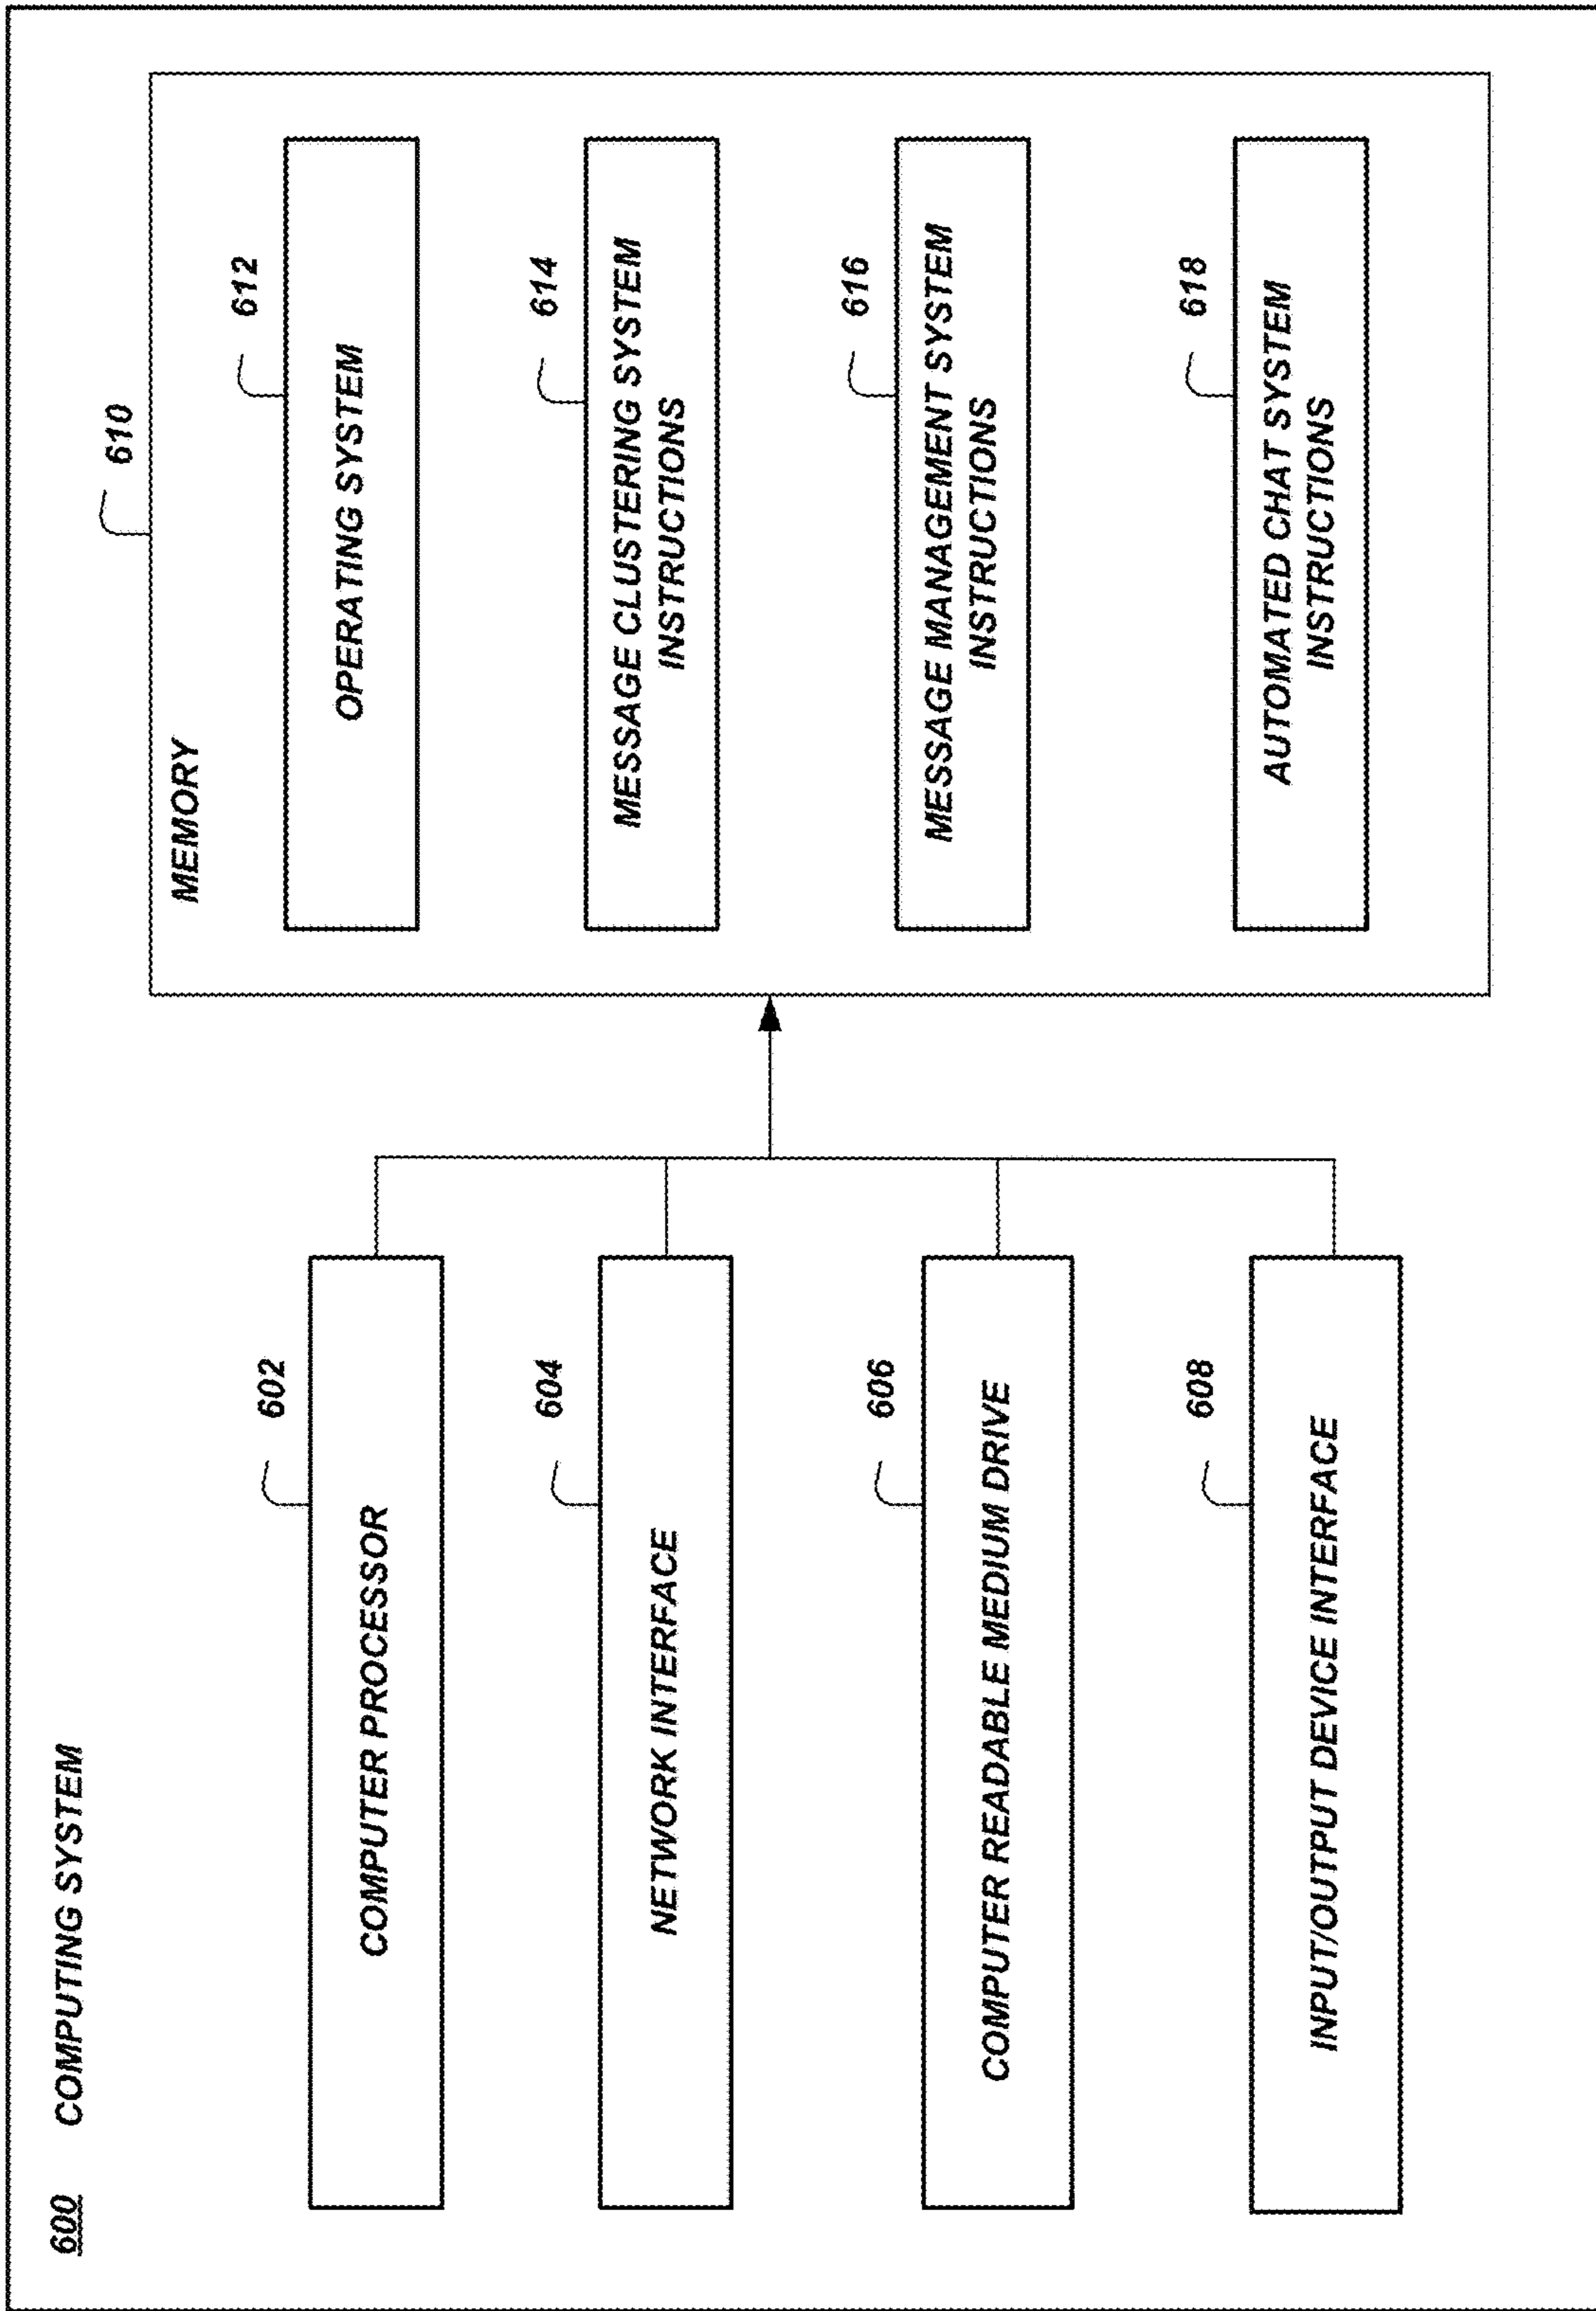 600 COMPUTING SYSTEM
602
COMPUTER PROCESSOR
604
NETWORK INTERFACE
606
COMPUTER READABLE MEDIUM DRIVE
608
INPUT/OUTPUT DEVICE INTERFACE
610
MEMORY
612
OPERATING SYSTEM
614
MESSAGE CLUSTERING SYSTEM
INSTRUCTIONS
616
MESSAGE MANAGEMENT SYSTEM
INSTRUCTIONS
618
AUTOMATED CHAT SYSTEM
INSTRUCTIONS